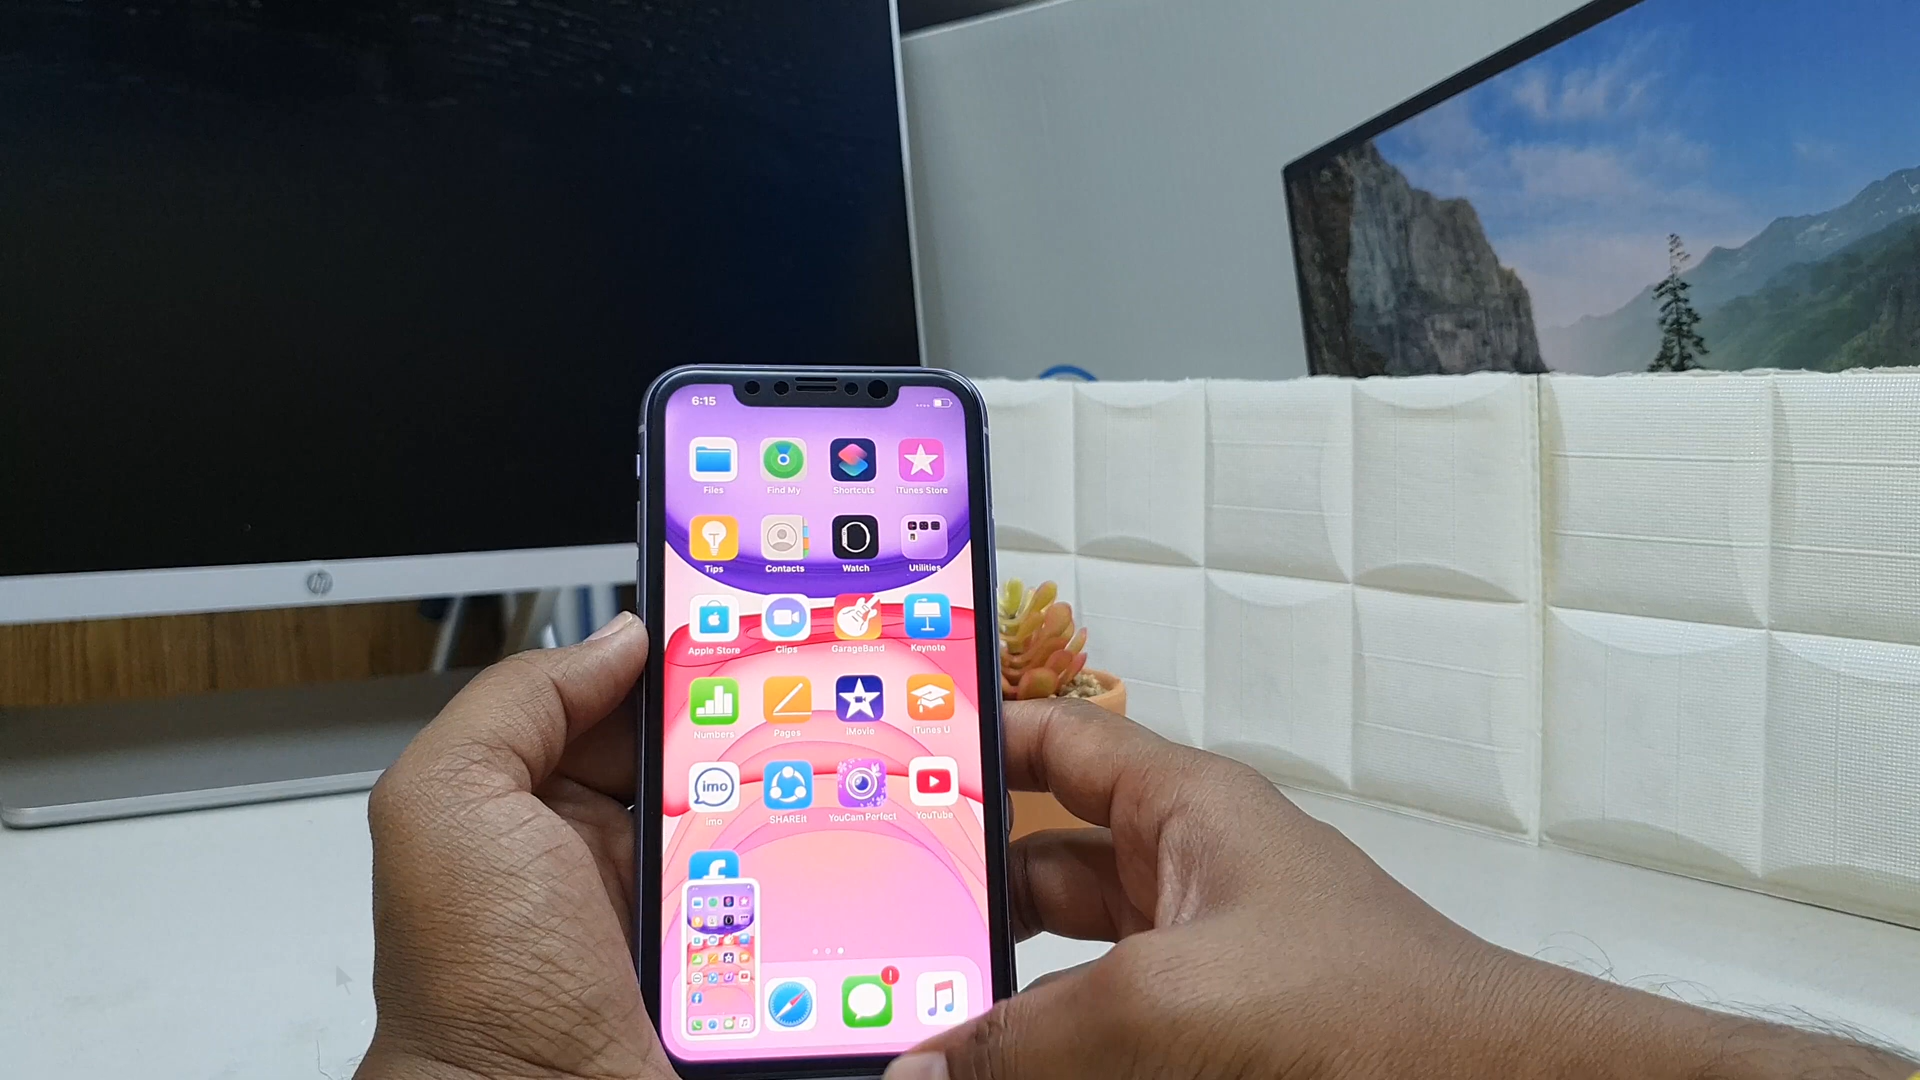 6:15
Files Find My Shortcuts iTunes Store
Tips Contacts Watch Utilities
Apple Store Clips GarageBand Keynote
Numbers Pages iMovie iTunes U
imo
imo SHAREit YouCam Perfect YouTube
hp